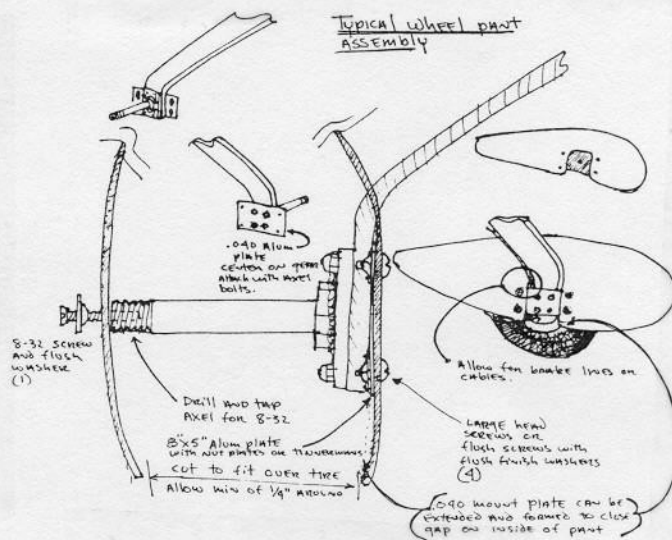 TYPICAL WHEEL PANT
ASSEMBLY
.040 ALUM
PLATE
CENTER ON GEAR
ATTACH WITH AXEL
BOLTS.
8-32 SCREW
AND FLUSH
WASHER
(1)
DRILL AND TAP
AXEL FOR 8-32
8"x5" ALUM PLATE
WITH NUT PLATES OR TINNERMANS
CUT TO FIT OVER TIRE
ALLOW MIN OF 1/4" AROUND
ALLOW FOR BRAKE LINES OR
CABLES.
LARGE HEAD
SCREWS OR
FLUSH SCREWS WITH
FLUSH FINISH WASHERS
(4)
.040 MOUNT PLATE CAN BE
EXTENDED AND FORMED TO CLOSE
GAP ON INSIDE OF PANT